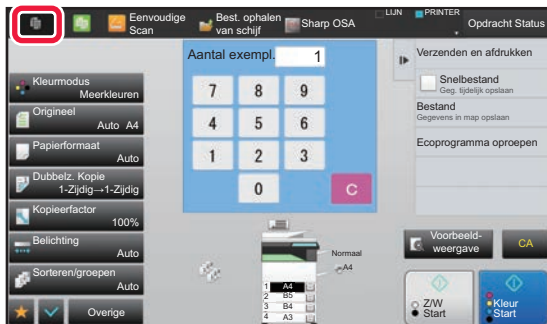 Eenvoudige Scan
Best. ophalen van schijf
Sharp OSA
LIJN
PRINTER
Opdracht Status
Aantal exempl.
1
7 8 9
4 5 6
1 2 3
0 C
Kleurmodus
Meerkleuren
Origineel
Auto A4
Papierformaat
Auto
Dubbelz. Kopie
1-Zijdig→1-Zijdig
Kopieerfactor
100%
Belichting
Auto
Sorteren/groepen
Auto
Overige
Normaal
A4
1 A4
2 B5
3 B4
4 A3
Verzenden en afdrukken
Snelbestand
Geg. tijdelijk opslaan
Bestand
Gegevens in map opslaan
Ecoprogramma oproepen
Voorbeeld-
weergave
CA
Z/W
Start
Kleur
Start